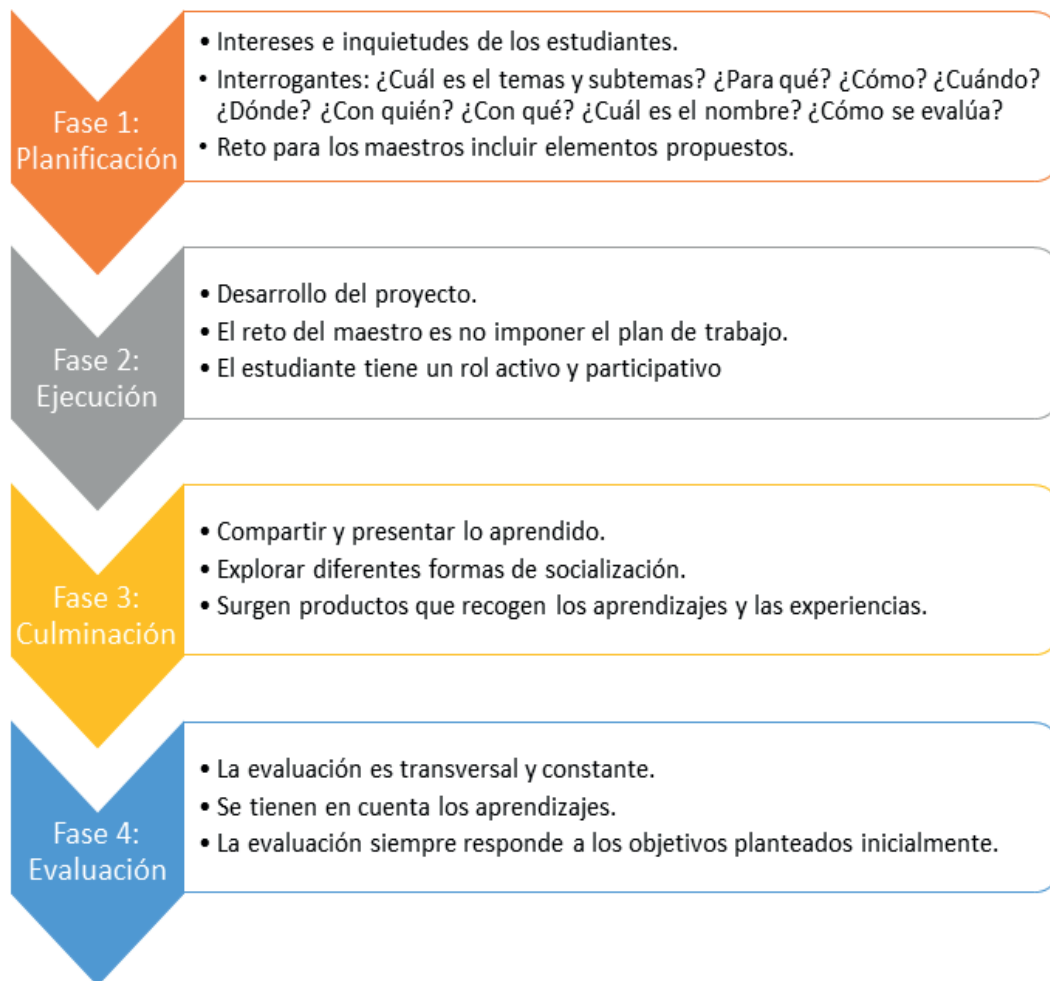 Fase 1:
Planificación
• Intereses e inquietudes de los estudiantes.
• Interrogantes: ¿Cuál es el temas y subtemas? ¿Para qué? ¿Cómo? ¿Cuándo?
¿Dónde? ¿Con quién? ¿Con qué? ¿Cuál es el nombre? ¿Cómo se evalúa?
• Reto para los maestros incluir elementos propuestos.
Fase 2:
Ejecución
• Desarrollo del proyecto.
• El reto del maestro es no imponer el plan de trabajo.
• El estudiante tiene un rol activo y participativo
Fase 3:
Culminación
• Compartir y presentar lo aprendido.
• Explorar diferentes formas de socialización.
• Surgen productos que recogen los aprendizajes y las experiencias.
Fase 4:
Evaluación
• La evaluación es transversal y constante.
• Se tienen en cuenta los aprendizajes.
• La evaluación siempre responde a los objetivos planteados inicialmente.